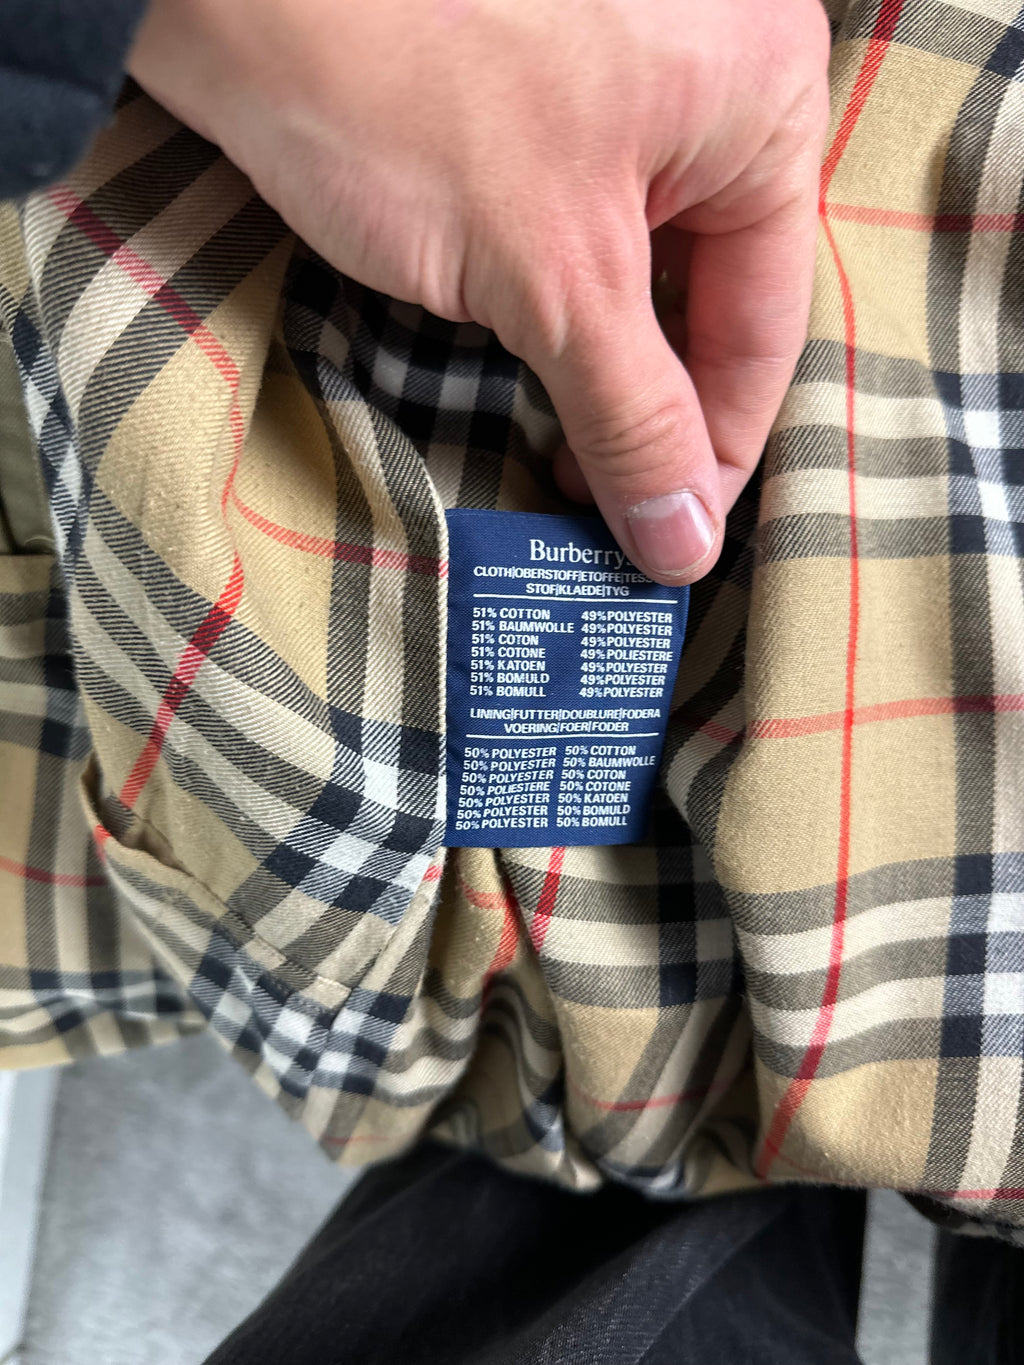 Burberrys
CLOTH|OBERSTOFF|ETOFFE|TESS
STOF|KLAEDE|TYG
51% COTTON 49%POLYESTER
51% BAUMWOLLE 49%POLYESTER
51% COTON 49%POLYESTER
51% COTONE 49%POLIESTERE
51% KATOEN 49%POLYESTER
51% BOMULD 49%POLYESTER
51% BOMULL 49%POLYESTER
LINING|FUTTER|DOUBLURE|FODERA
VOERING|FOER|FODER
50% POLYESTER 50% COTTON
50% POLYESTER 50% BAUMWOLLE
50% POLYESTER 50% COTON
50% POLIESTERE 50% COTONE
50% POLYESTER 50% KATOEN
50% POLYESTER 50% BOMULD
50% POLYESTER 50% BOMULL